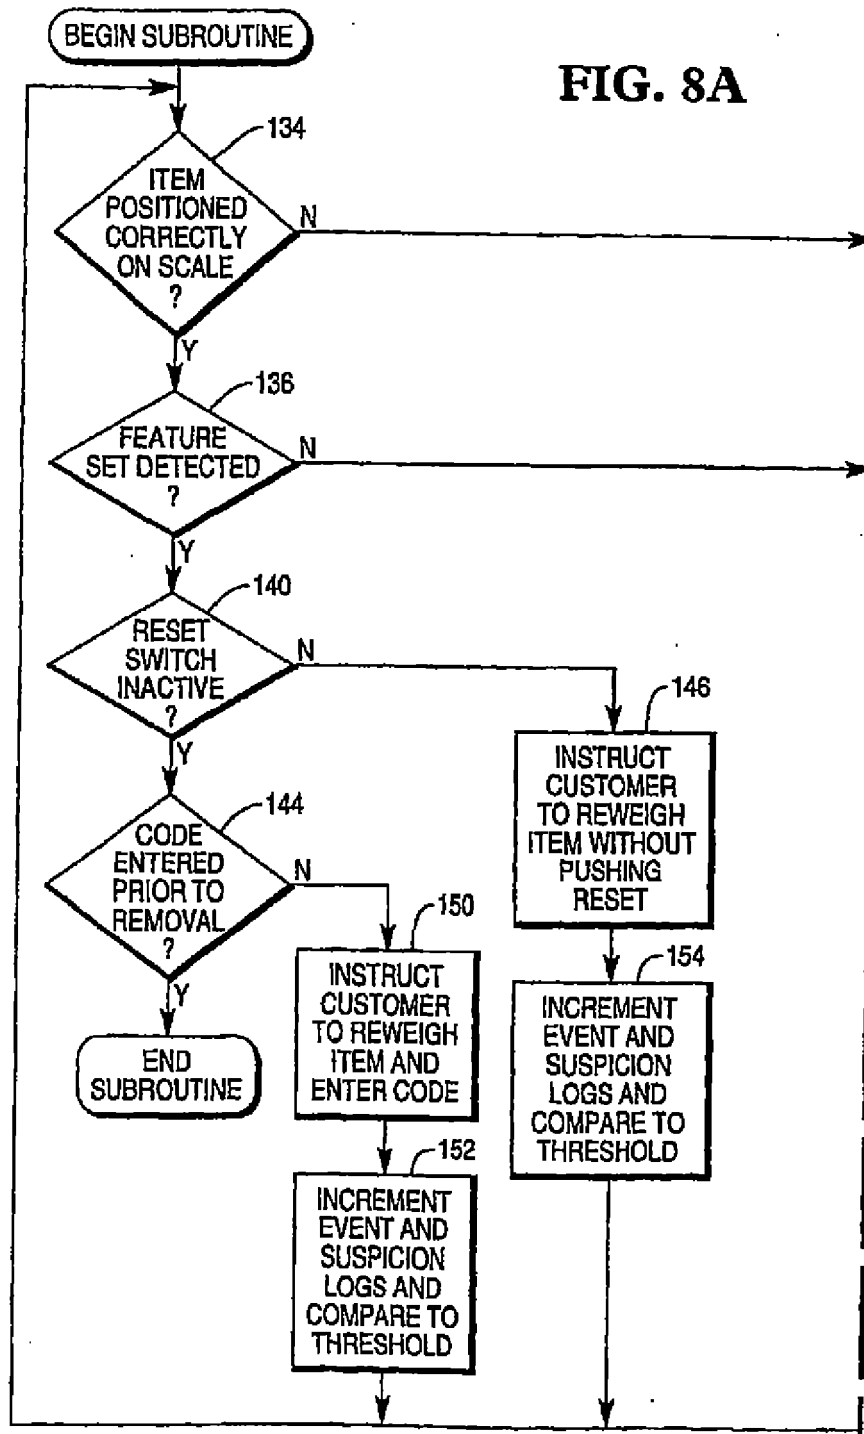 BEGIN SUBROUTINE
FIG. 8A
134
ITEM
POSITIONED
CORRECTLY
ON SCALE
?
N
Y
136
FEATURE
SET DETECTED
?
N
Y
140
RESET
SWITCH
INACTIVE
?
N
Y
146
INSTRUCT
CUSTOMER
TO REWEIGH
ITEM WITHOUT
PUSHING
RESET
144
CODE
ENTERED
PRIOR TO
REMOVAL
?
N
Y
150
INSTRUCT
CUSTOMER
TO REWEIGH
ITEM AND
ENTER CODE
154
INCREMENT
EVENT AND
SUSPICION
LOGS AND
COMPARE TO
THRESHOLD
END
SUBROUTINE
152
INCREMENT
EVENT AND
SUSPICION
LOGS AND
COMPARE TO
THRESHOLD